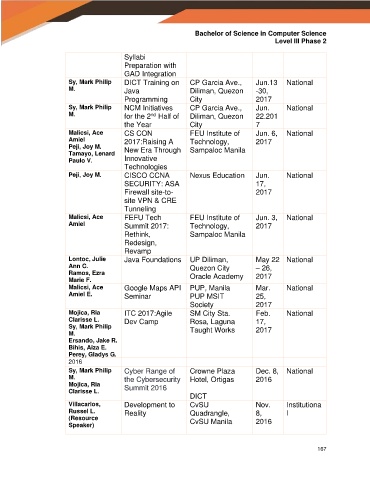 Bachelor of Science in Computer Science
Level III Phase 2
Syllabi
Preparation with
GAD Integration
Sy, Mark Philip
M.
DICT Training on
Java
Programming
CP Garcia Ave.,
Diliman, Quezon
City
Jun.13
-30,
2017
National
Sy, Mark Philip
M.
NCM Initiatives
for the 2nd Half of
the Year
CP Garcia Ave.,
Diliman, Quezon
City
Jun.
22.201
7
National
Malicsi, Ace
Amiel
Peji, Joy M.
Tamayo, Lenard
Paulo V.
CS CON
2017:Raising A
New Era Through
Innovative
Technologies
FEU Institute of
Technology,
Sampaloc Manila
Jun. 6,
2017
National
Peji, Joy M.
CISCO CCNA
SECURITY: ASA
Firewall site-to-
site VPN & CRE
Tunneling
Nexus Education
Jun.
17,
2017
National
Malicsi, Ace
Amiel
FEFU Tech
Summit 2017:
Rethink,
Redesign,
Revamp
FEU Institute of
Technology,
Sampaloc Manila
Jun. 3,
2017
National
Lontoc, Julie
Ann C.
Ramos, Ezra
Marie F.
Java Foundations
UP Diliman,
Quezon City
Oracle Academy
May 22
– 26,
2017
National
Malicsi, Ace
Amiel E.
Google Maps API
Seminar
PUP, Manila
PUP MSIT
Society
Mar.
25,
2017
National
Mojica, Ria
Clarisse L.
Sy, Mark Philip
M.
Ersando, Jake R.
Bihis, Aiza E.
Perey, Gladys G.
ITC 2017:Agile
Dev Camp
SM City Sta.
Rosa, Laguna
Taught Works
Feb.
17,
2017
National
2016
Sy, Mark Philip
M.
Mojica, Ria
Clarisse L.
Cyber Range of
the Cybersecurity
Summit 2016
Crowne Plaza
Hotel, Ortigas
DICT
Dec. 8,
2016
National
Villacarlos,
Russel L.
(Resource
Speaker)
Development to
Reality
CvSU
Quadrangle,
CvSU Manila
Nov.
8,
2016
Institutiona
l
167